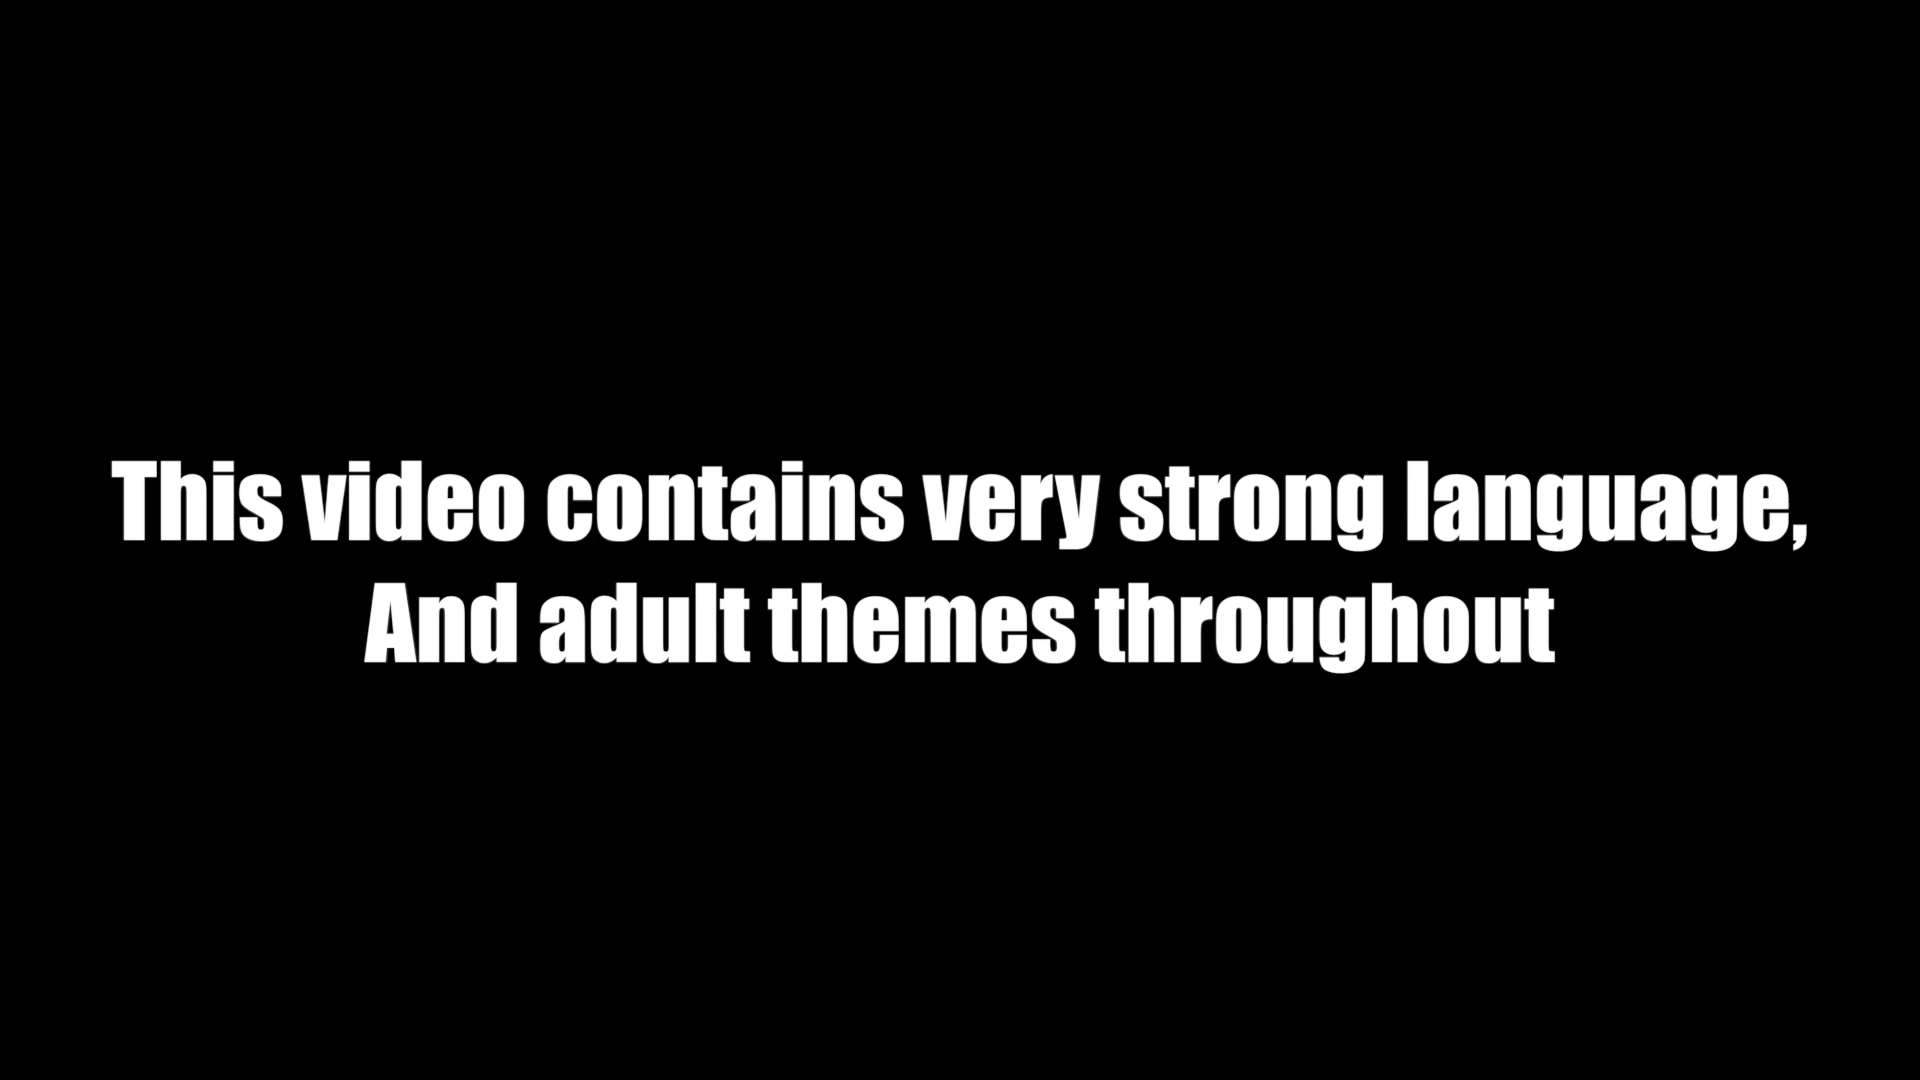 This video contains very strong language,
And adult themes throughout